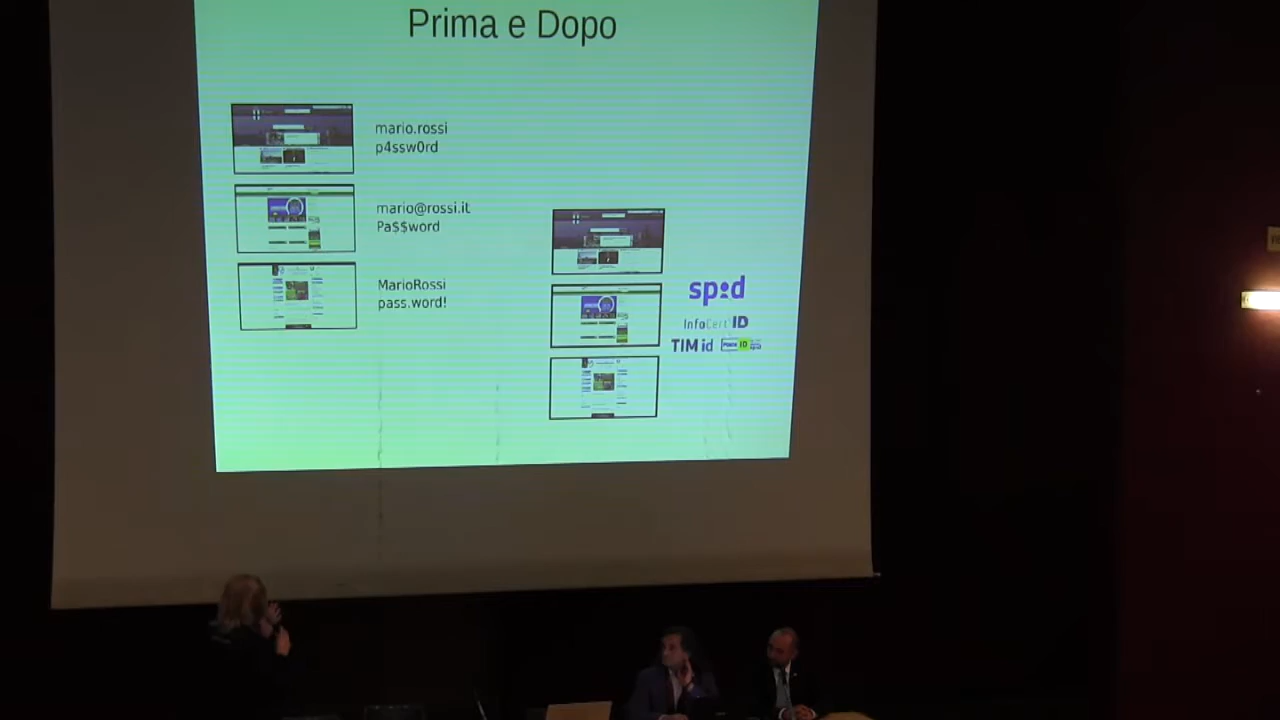 Prima e Dopo
mario.rossi
p4ssw0rd
mario@rossi.it
Pa$$word
MarioRossi
pass.word!
spid
InfoCert ID
TIM id